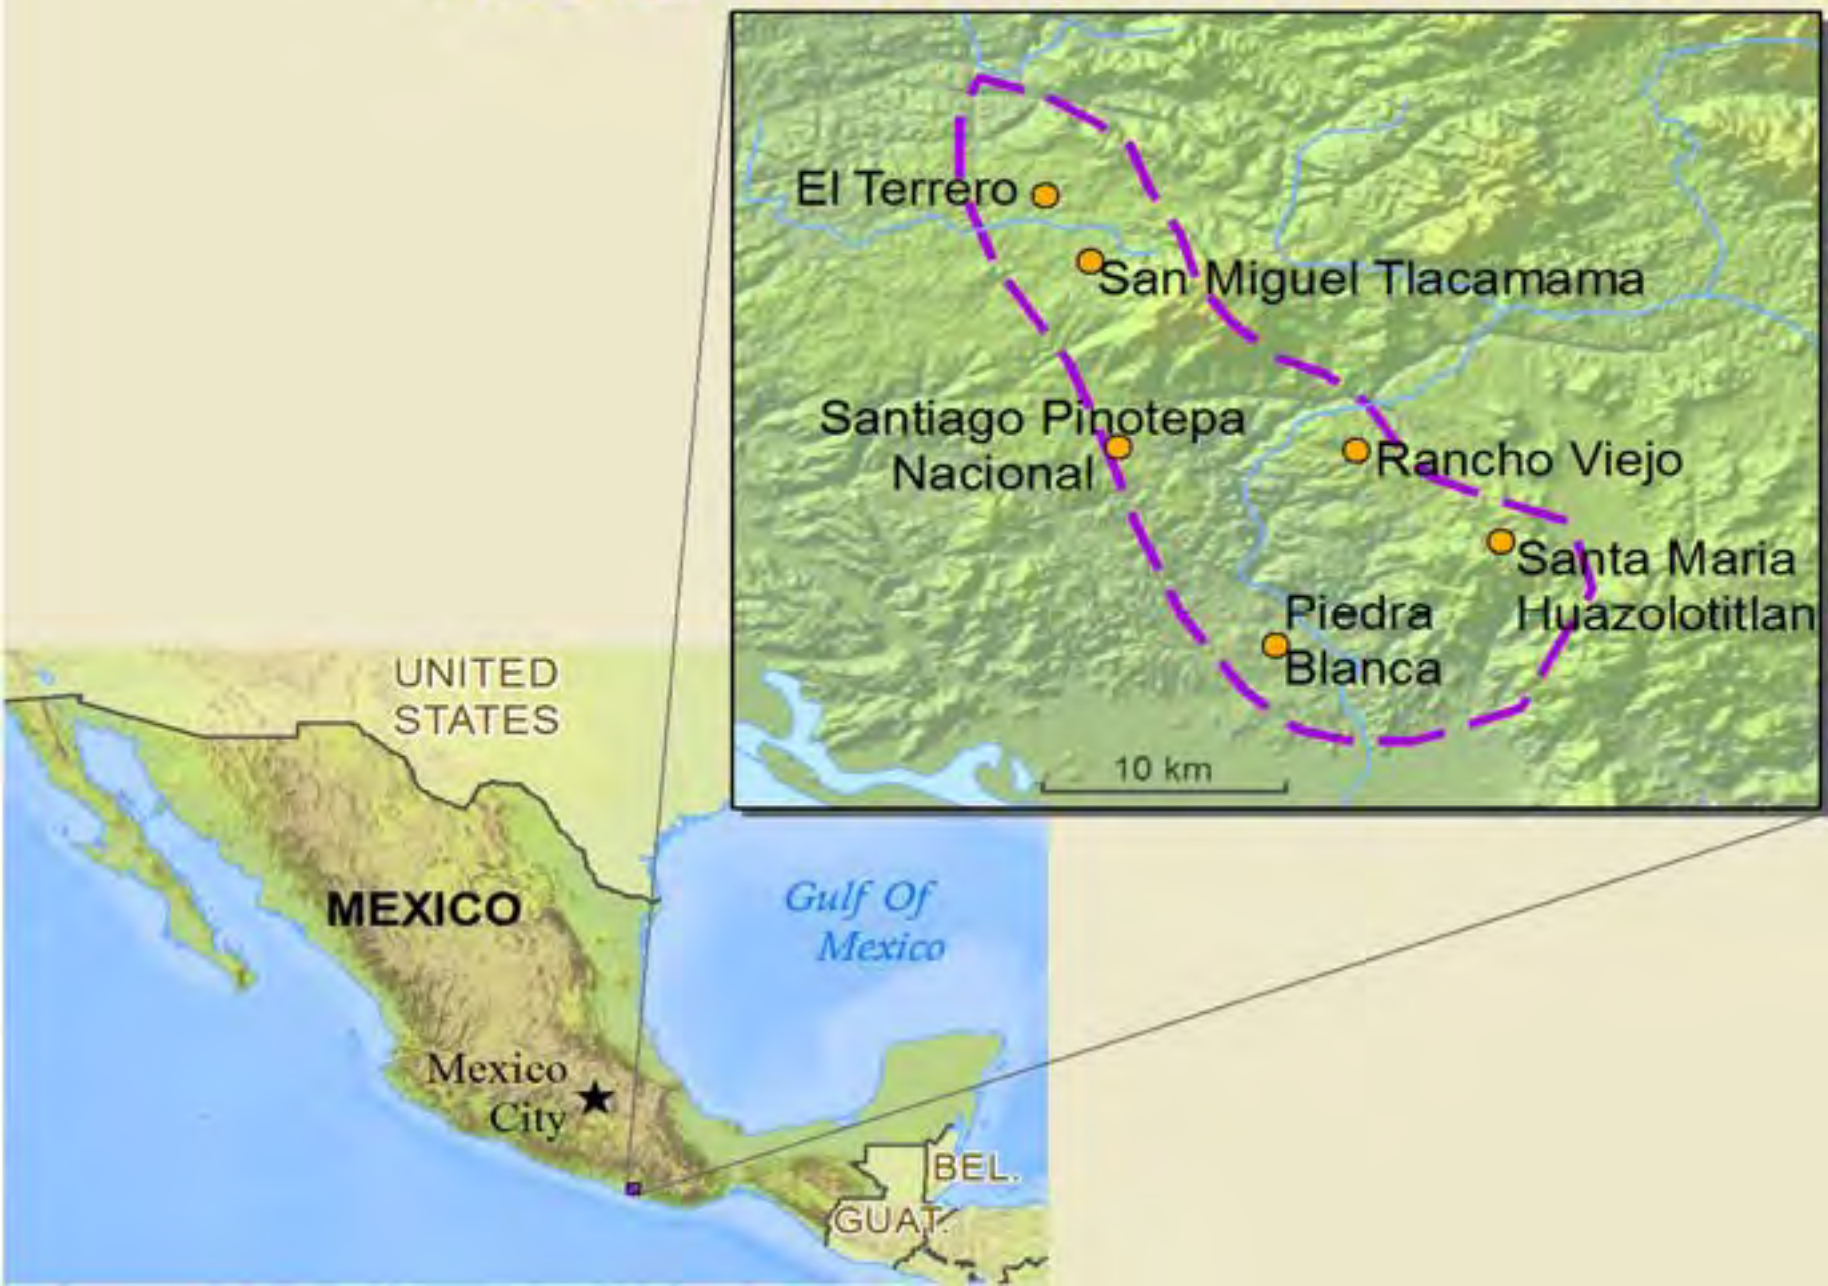 El Terrero
San Miguel Tlacamama
Santiago Pinotepa
Nacional
Rancho Viejo
Santa Maria
Huazolotitlan
Piedra
Blanca
10 km
UNITED
STATES
MEXICO
Gulf Of
Mexico
Mexico
City
BEL.
GUAT.